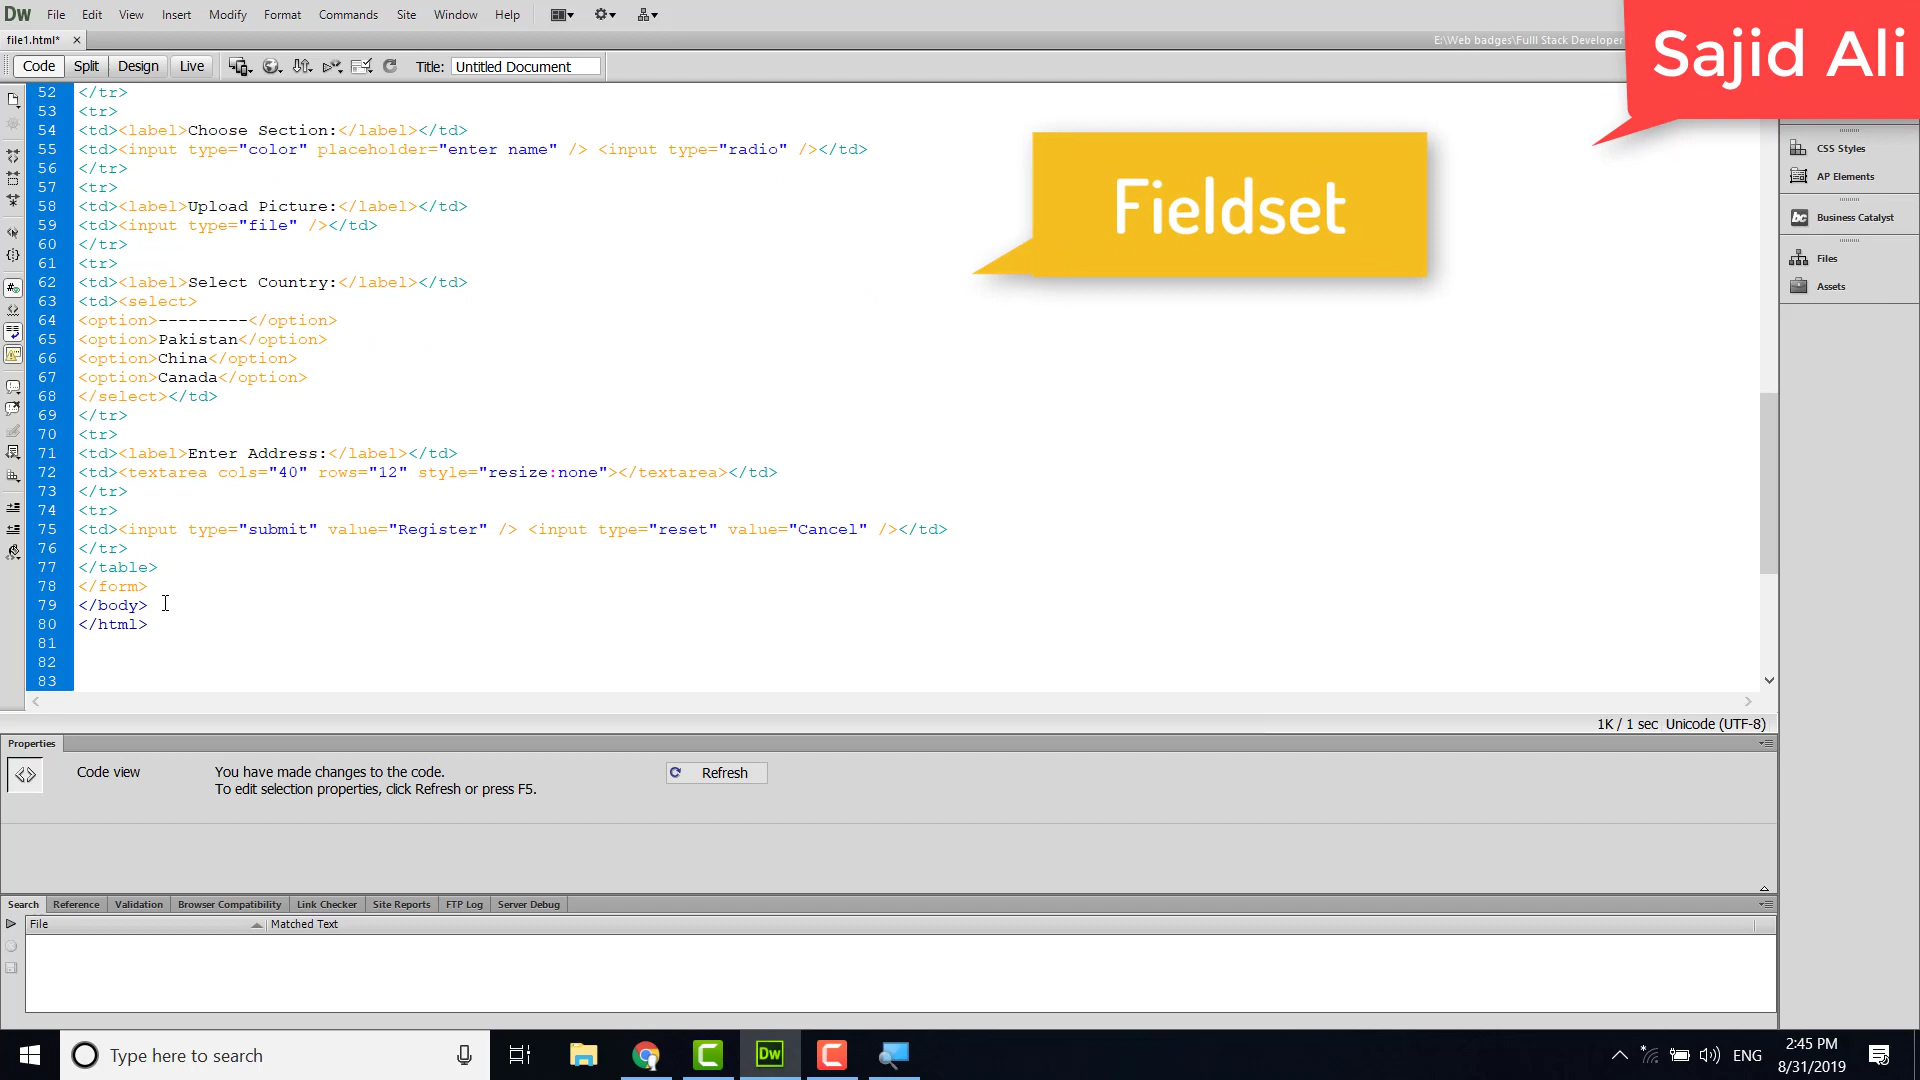 Dw File Edit View Insert Modify Format Commands Site Window Help
Sajid Ali
file1.html*
E:\Web badges\Fulll Stack Developer
Code Split Design Live Title: Untitled Document
52 </tr>
53 <tr>
54 <td><label>Choose Section:</label></td>
55 <td><input type="color" placeholder="enter name" /> <input type="radio" /></td>
56 </tr>
57 <tr>
58 <td><label>Upload Picture:</label></td>
59 <td><input type="file" /></td>
60 </tr>
61 <tr>
62 <td><label>Select Country:</label></td>
63 <td><select>
64 <option>---------</option>
65 <option>Pakistan</option>
66 <option>China</option>
67 <option>Canada</option>
68 </select></td>
69 </tr>
70 <tr>
71 <td><label>Enter Address:</label></td>
72 <td><textarea cols="40" rows="12" style="resize:none"></textarea></td>
73 </tr>
74 <tr>
75 <td><input type="submit" value="Register" /> <input type="reset" value="Cancel" /></td>
76 </tr>
77 </table>
78 </form>
79 </body>
80 </html>
81
82
83
Fieldset
CSS Styles
AP Elements
bc Business Catalyst
Files
Assets
1K / 1 sec Unicode (UTF-8)
Properties
Code view
You have made changes to the code.
To edit selection properties, click Refresh or press F5.
Refresh
Search Reference Validation Browser Compatibility Link Checker Site Reports FTP Log Server Debug
File Matched Text
Type here to search
Dw
ENG
2:45 PM
8/31/2019